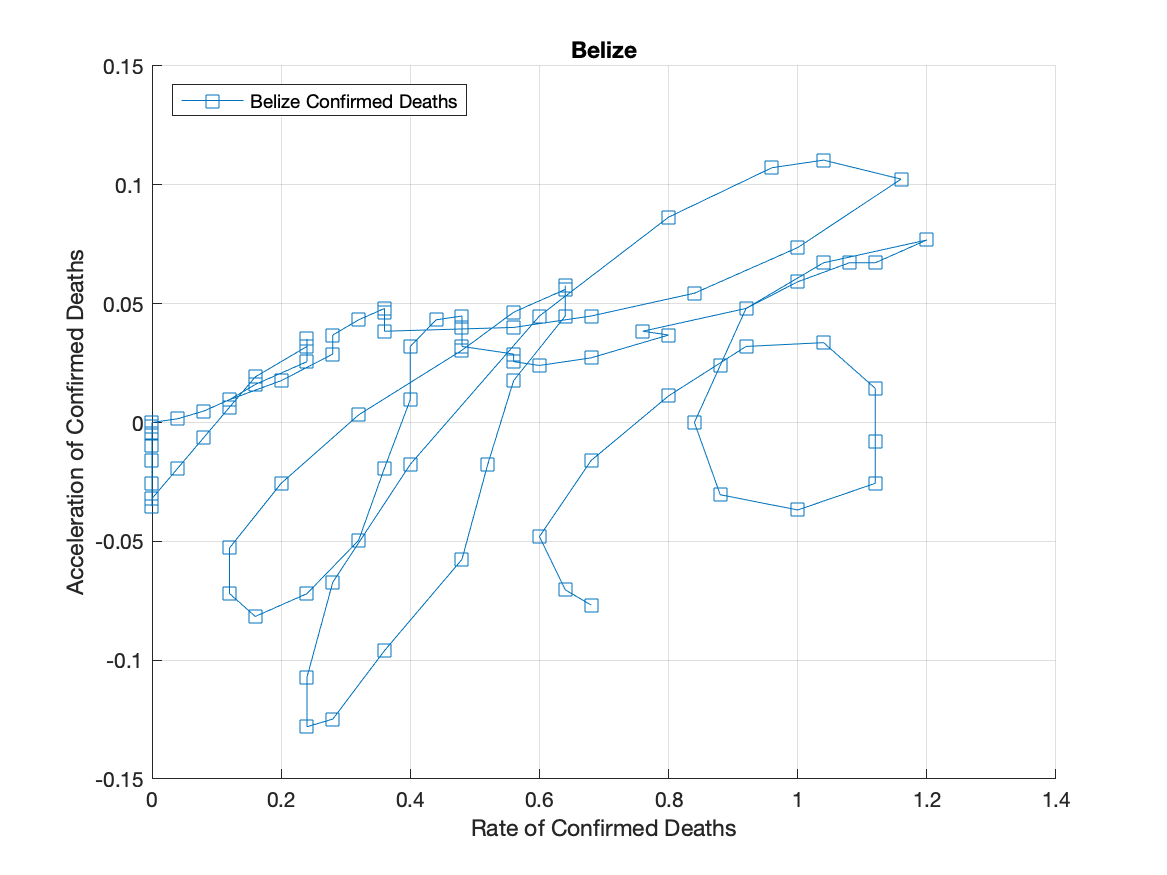 Belize
Belize Confirmed Deaths
0.15
0.1
0.05
0
-0.05
-0.1
-0.15
Acceleration of Confirmed Deaths
0 0.2 0.4 0.6 0.8 1 1.2 1.4
Rate of Confirmed Deaths